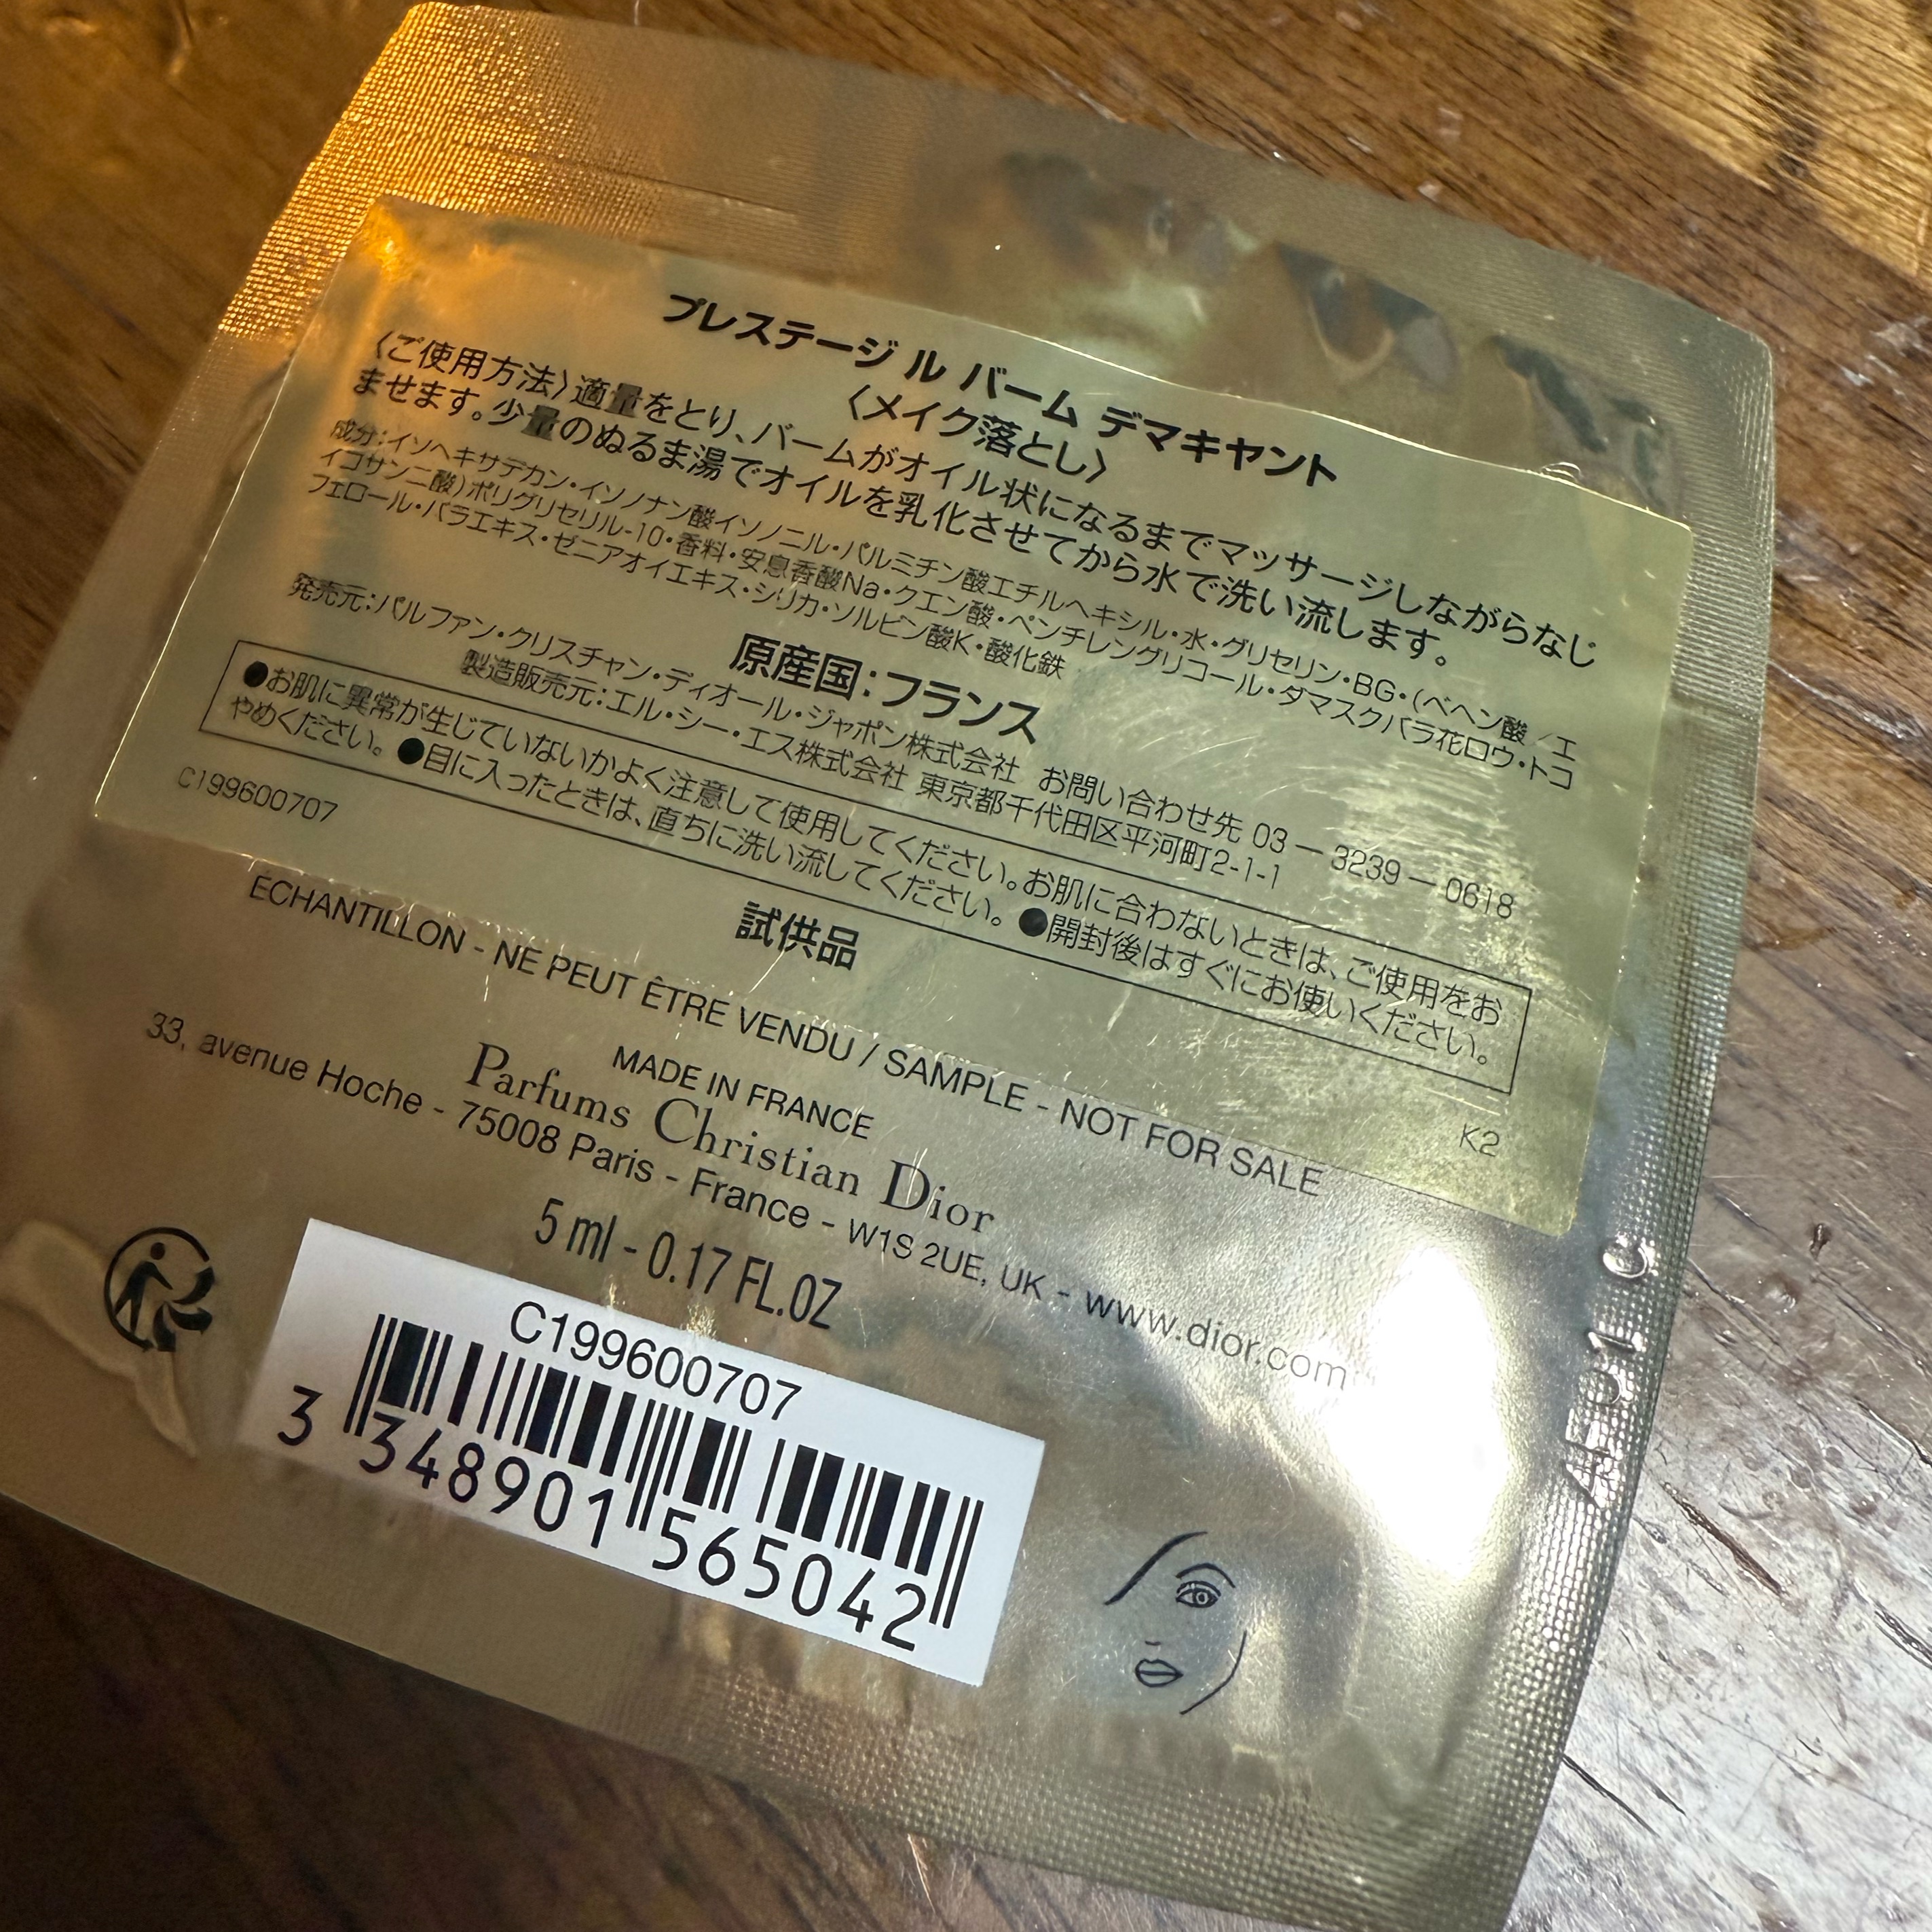 プレステージ ル バーム デマキャント
〈メイク落とし〉
〈ご使用方法〉適量をとり、バームがオイル状になるまでマッサージしながらなじ
ませます。少量のぬるま湯でオイルを乳化させてから水で洗い流します。
成分：イソヘキサデカン・イソノナン酸イソノニル・パルミチン酸エチルヘキシル・水・グリセリン・BG・（ベヘン酸／エ
イコサン二酸）ポリグリセリル-10・香料・安息香酸Na・クエン酸・ペンチレングリコール・ダマスクバラ花ロウ・トコ
フェロール・バラエキス・ゼニアオイエキス・シリカ・ソルビン酸K・酸化鉄
原産国：フランス
発売元：パルファン・クリスチャン・ディオール・ジャポン株式会社 お問い合わせ先 03－3239－0618
製造販売元：エル・シー・エス株式会社 東京都千代田区平河町2-1-1
●お肌に異常が生じていないかよく注意して使用してください。お肌に合わないときは、ご使用をお
やめください。●目に入ったときは、直ちに洗い流してください。●開封後はすぐにお使いください。
C199600707
試供品
K2
ÉCHANTILLON - NE PEUT ÊTRE VENDU / SAMPLE - NOT FOR SALE
MADE IN FRANCE
Parfums Christian Dior
33, avenue Hoche - 75008 Paris - France - W1S 2UE, UK - www.dior.com
5 ml - 0.17 FL.OZ
C199600707
3 348901 565042